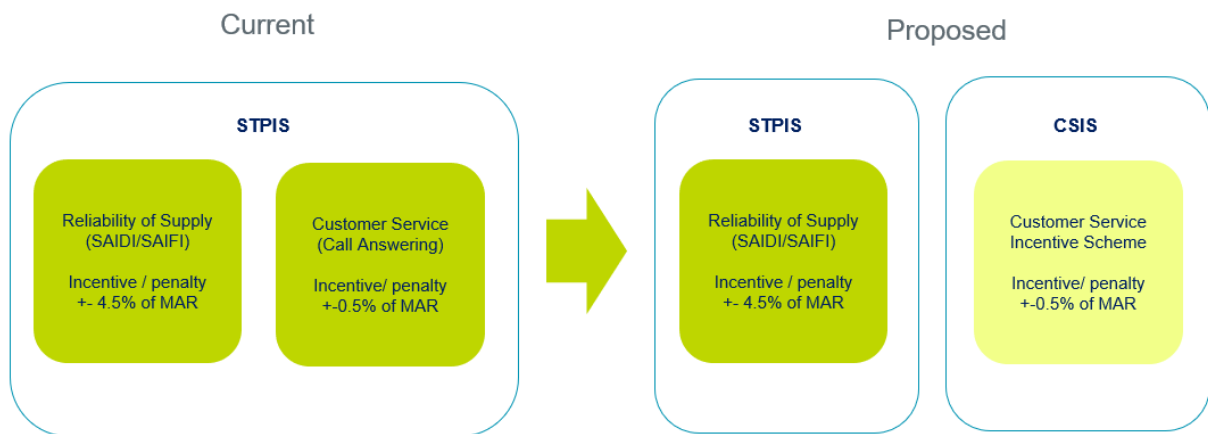 Current
STPIS
Reliability of Supply
(SAIDI/SAIFI)
Incentive / penalty
+- 4.5% of MAR
Customer Service
(Call Answering)
Incentive/ penalty
+-0.5% of MAR
Proposed
STPIS
Reliability of Supply
(SAIDI/SAIFI)
Incentive / penalty
+- 4.5% of MAR
CSIS
Customer Service
Incentive Scheme
Incentive/ penalty
+-0.5% of MAR